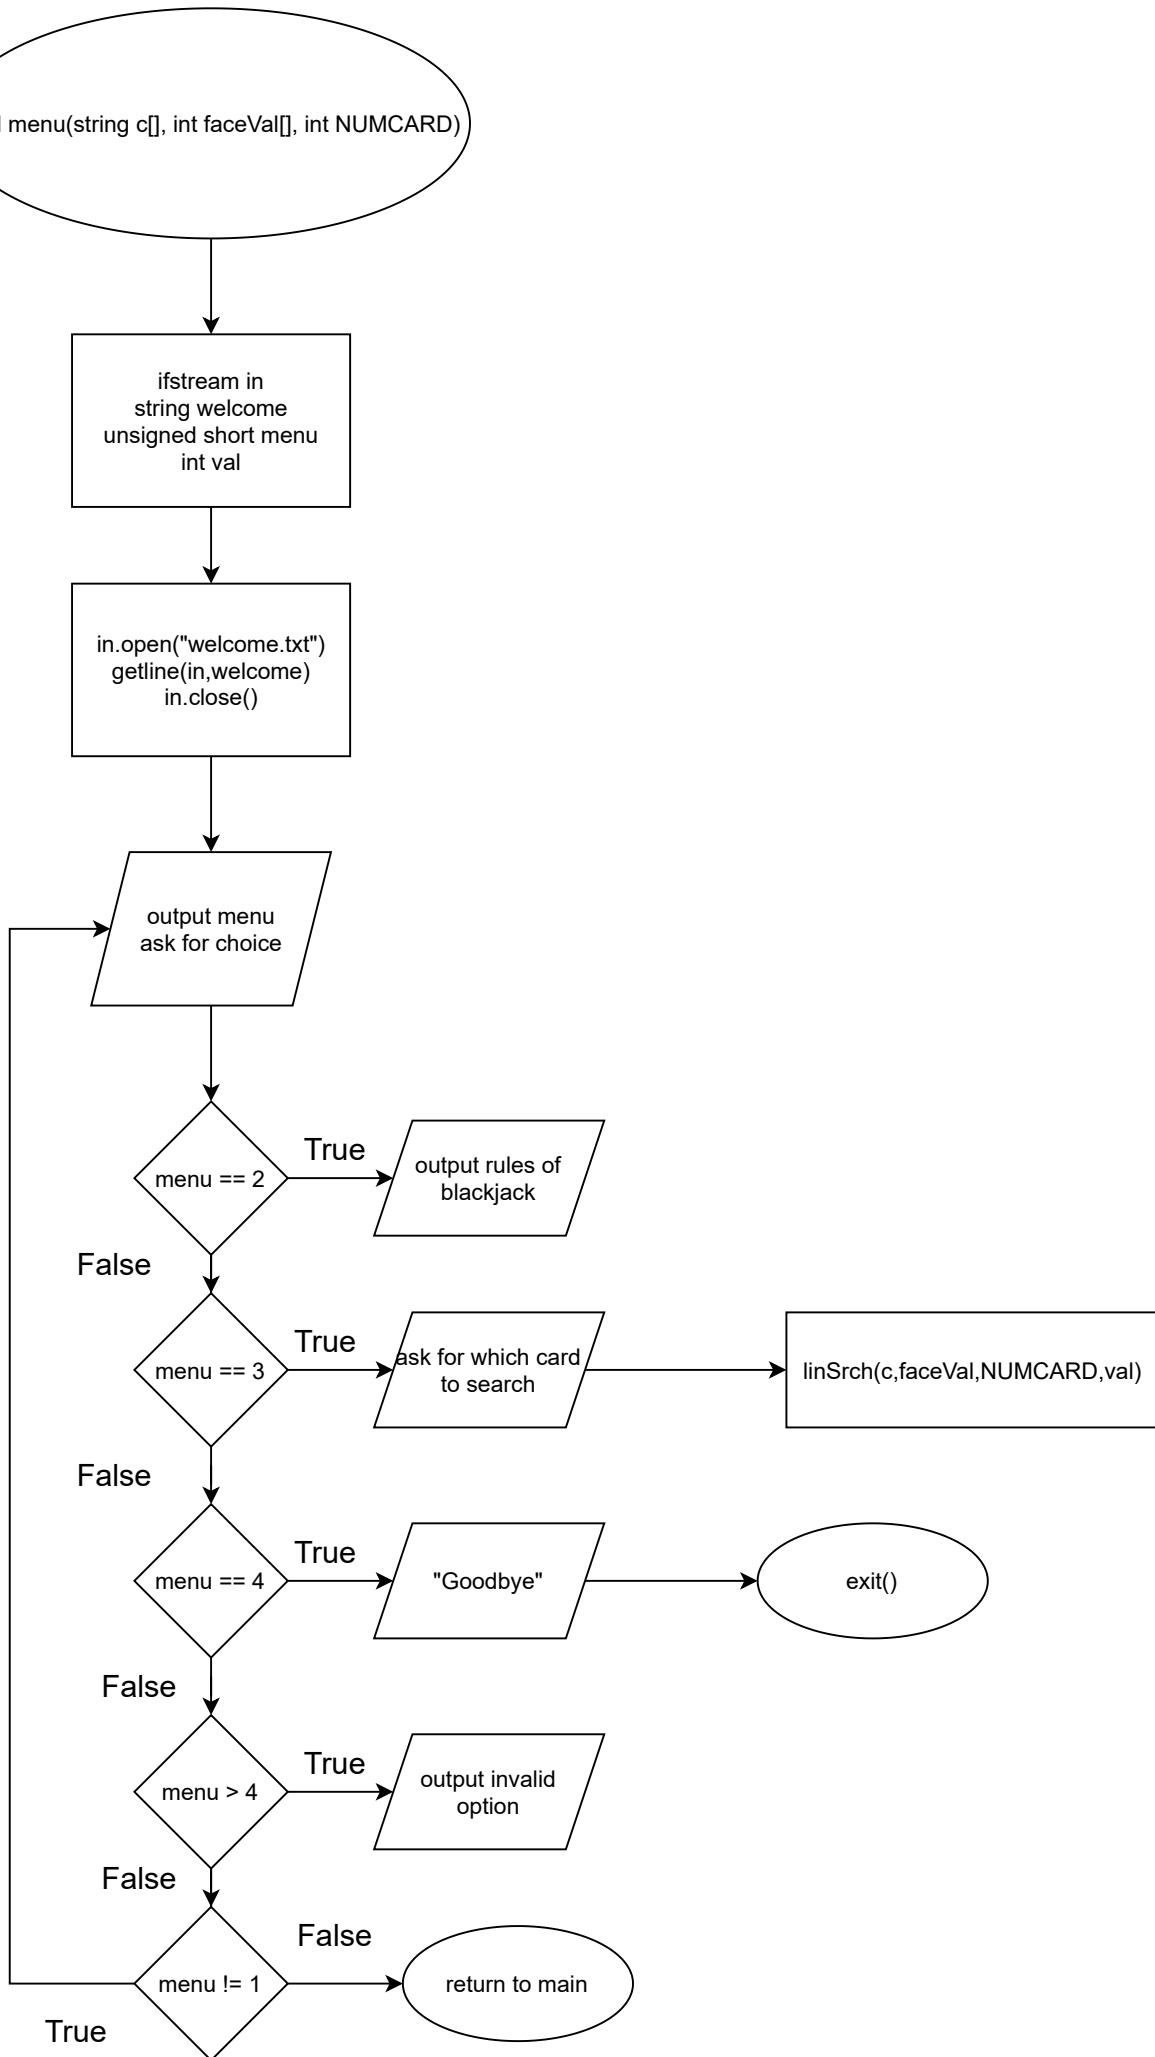 menu(string c[], int faceVal[], int NUMCARD)
ifstream in
string welcome
unsigned short menu
int val
in.open("welcome.txt")
getline(in,welcome)
in.close()
output menu
ask for choice
menu == 2
True
output rules of
blackjack
False
menu == 3
True
ask for which card
to search
linSrch(c,faceVal,NUMCARD,val)
False
menu == 4
True
"Goodbye"
exit()
False
menu > 4
True
output invalid
option
False
menu != 1
False
return to main
True